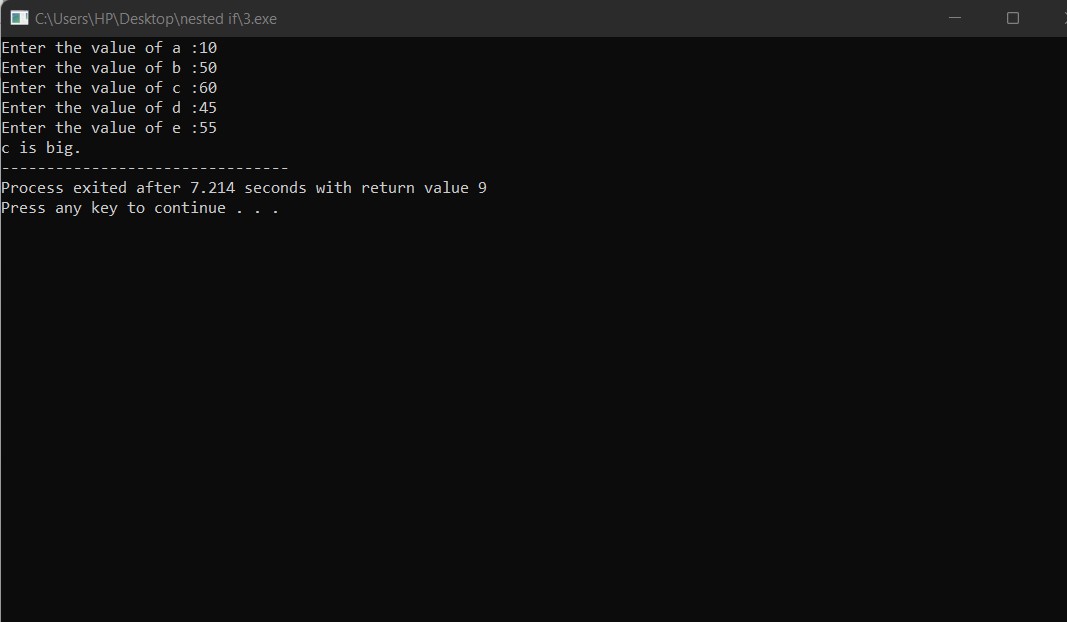 C:\Users\HP\Desktop\nested if\3.exe
Enter the value of a :10
Enter the value of b :50
Enter the value of c :60
Enter the value of d :45
Enter the value of e :55
c is big.
--------------------------------
Process exited after 7.214 seconds with return value 9
Press any key to continue . . .